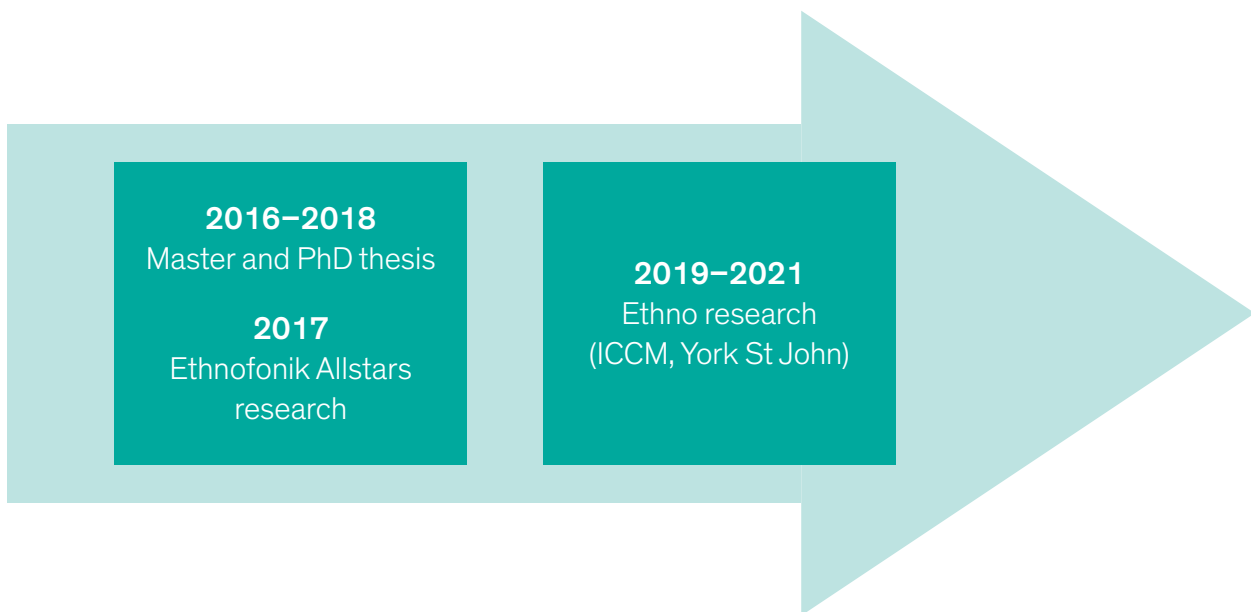 2016–2018
Master and PhD thesis
2017
Ethnofonik Allstars
research
2019–2021
Ethno research
(ICCM, York St John)